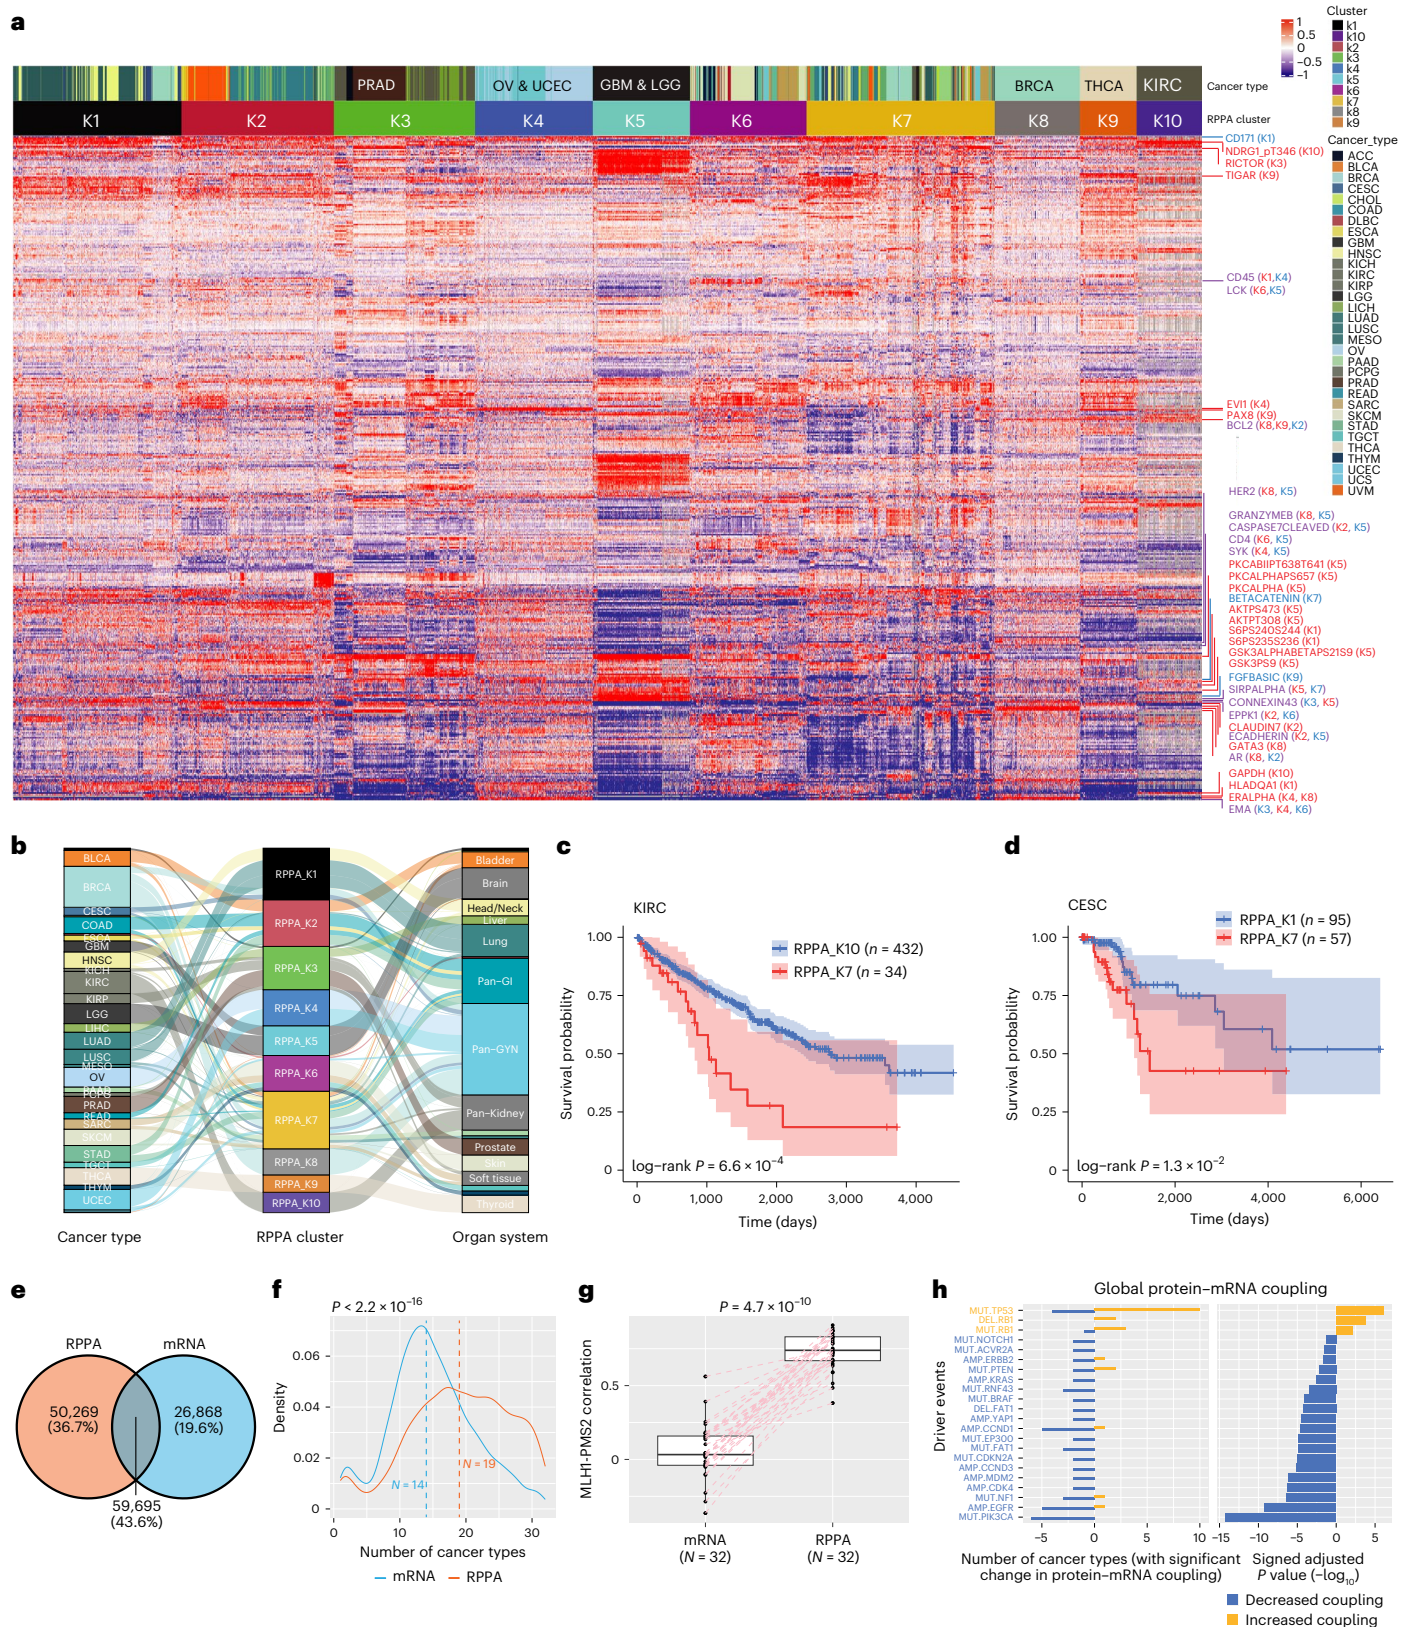 a
1
0.5
0
−0.5
−1
Cluster
k1
k10
k2
k3
k4
k5
k6
k7
k8
k9
Cancer_type
ACC
BLCA
BRCA
CESC
CHOL
COAD
DLBC
ESCA
GBM
HNSC
KICH
KIRC
KIRP
LGG
LICH
LUAD
LUSC
MESO
OV
PAAD
PCPG
PRAD
READ
SARC
SKCM
STAD
TGCT
THCA
THYM
UCEC
UCS
UVM
PRAD
OV & UCEC
GBM & LGG
BRCA
THCA
KIRC
Cancer type
K1
K2
K3
K4
K5
K6
K7
K8
K9
K10
RPPA cluster
CD171 (K1)
NDRG1_pT346 (K10)
RICTOR (K3)
TIGAR (K9)
CD45 (K1,K4)
LCK (K6,K5)
EVI1 (K4)
PAX8 (K9)
BCL2 (K8,K9,K2)
HER2 (K8, K5)
GRANZYMEB (K8, K5)
CASPASE7CLEAVED (K2, K5)
CD4 (K6, K5)
SYK (K4, K5)
PKCABIIPT638T641 (K5)
PKCALPHAPS657 (K5)
PKCALPHA (K5)
BETACATENIN (K7)
AKTPS473 (K5)
AKTPT308 (K5)
S6PS240S244 (K1)
S6PS235S236 (K1)
GSK3ALPHABETAPS21S9 (K5)
GSK3PS9 (K5)
FGFBASIC (K9)
SIRPALPHA (K5, K7)
CONNEXIN43 (K3, K5)
EPPK1 (K2, K6)
CLAUDIN7 (K2)
ECADHERIN (K2, K5)
GATA3 (K8)
AR (K8, K2)
GAPDH (K10)
HLADQA1 (K1)
ERALPHA (K4, K8)
EMA (K3, K4, K6)
b
BLCA
BRCA
CESC
COAD
ESCA
GBM
HNSC
KICH
KIRC
KIRP
LGG
LIHC
LUAD
LUSC
MESO
OV
PAAD
PCPG
PRAD
READ
SARC
SKCM
STAD
TGCT
THCA
THYM
UCEC
RPPA_K1
RPPA_K2
RPPA_K3
RPPA_K4
RPPA_K5
RPPA_K6
RPPA_K7
RPPA_K8
RPPA_K9
RPPA_K10
Bladder
Brain
Head/Neck
Liver
Lung
Pan−GI
Pan−GYN
Pan−Kidney
Prostate
Skin
Soft tissue
Thyroid
Cancer type
RPPA cluster
Organ system
c
KIRC
RPPA_K10 (n = 432)
RPPA_K7 (n = 34)
Survival probability
1.00
0.75
0.50
0.25
0
log−rank P = 6.6 × 10−4
0
1,000
2,000
3,000
4,000
Time (days)
d
CESC
RPPA_K1 (n = 95)
RPPA_K7 (n = 57)
Survival probability
1.00
0.75
0.50
0.25
0
log−rank P = 1.3 × 10−2
0
2,000
4,000
6,000
Time (days)
e
RPPA
mRNA
50,269
(36.7%)
26,868
(19.6%)
59,695
(43.6%)
f
P < 2.2 × 10−16
Density
0.06
0.04
0.02
0
N = 14
N = 19
0
10
20
30
Number of cancer types
mRNA
RPPA
g
P = 4.7 × 10−10
MLH1-PMS2 correlation
0.5
0
mRNA
(N = 32)
RPPA
(N = 32)
h
Global protein−mRNA coupling
Driver events
MUT.TP53
DEL.RB1
MUT.RB1
MUT.NOTCH1
MUT.ACVR2A
AMP.ERBB2
MUT.PTEN
AMP.KRAS
MUT.RNF43
MUT.BRAF
DEL.FAT1
AMP.YAP1
AMP.CCND1
MUT.EP300
MUT.FAT1
MUT.CDKN2A
AMP.CCND3
AMP.MDM2
AMP.CDK4
MUT.NF1
AMP.EGFR
MUT.PIK3CA
−5
0
5
10
−15
−10
−5
0
5
Number of cancer types (with significant
change in protein−mRNA coupling)
Signed adjusted
P value (−log10)
Decreased coupling
Increased coupling